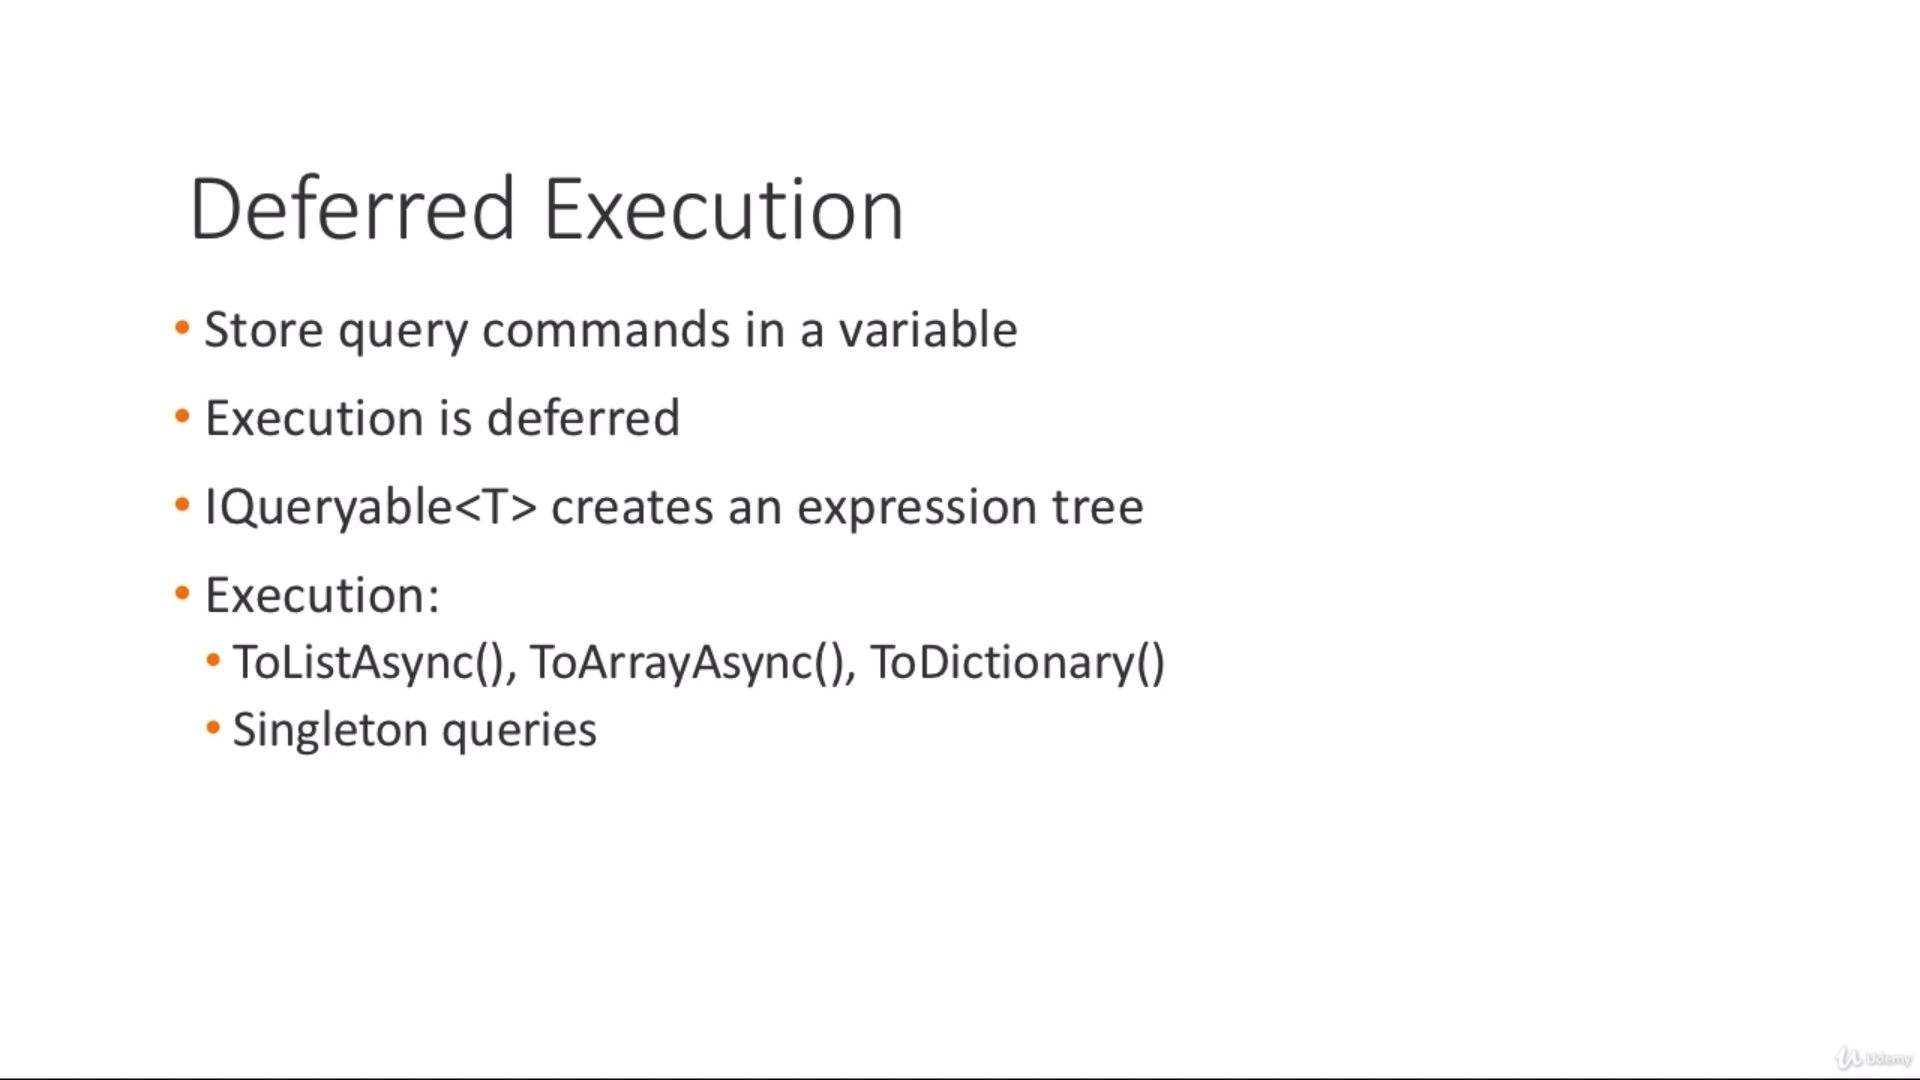 Deferred Execution
• Store query commands in a variable
• Execution is deferred
• IQueryable<T> creates an expression tree
• Execution:
• ToListAsync(), ToArrayAsync(), ToDictionary()
• Singleton queries
Udemy